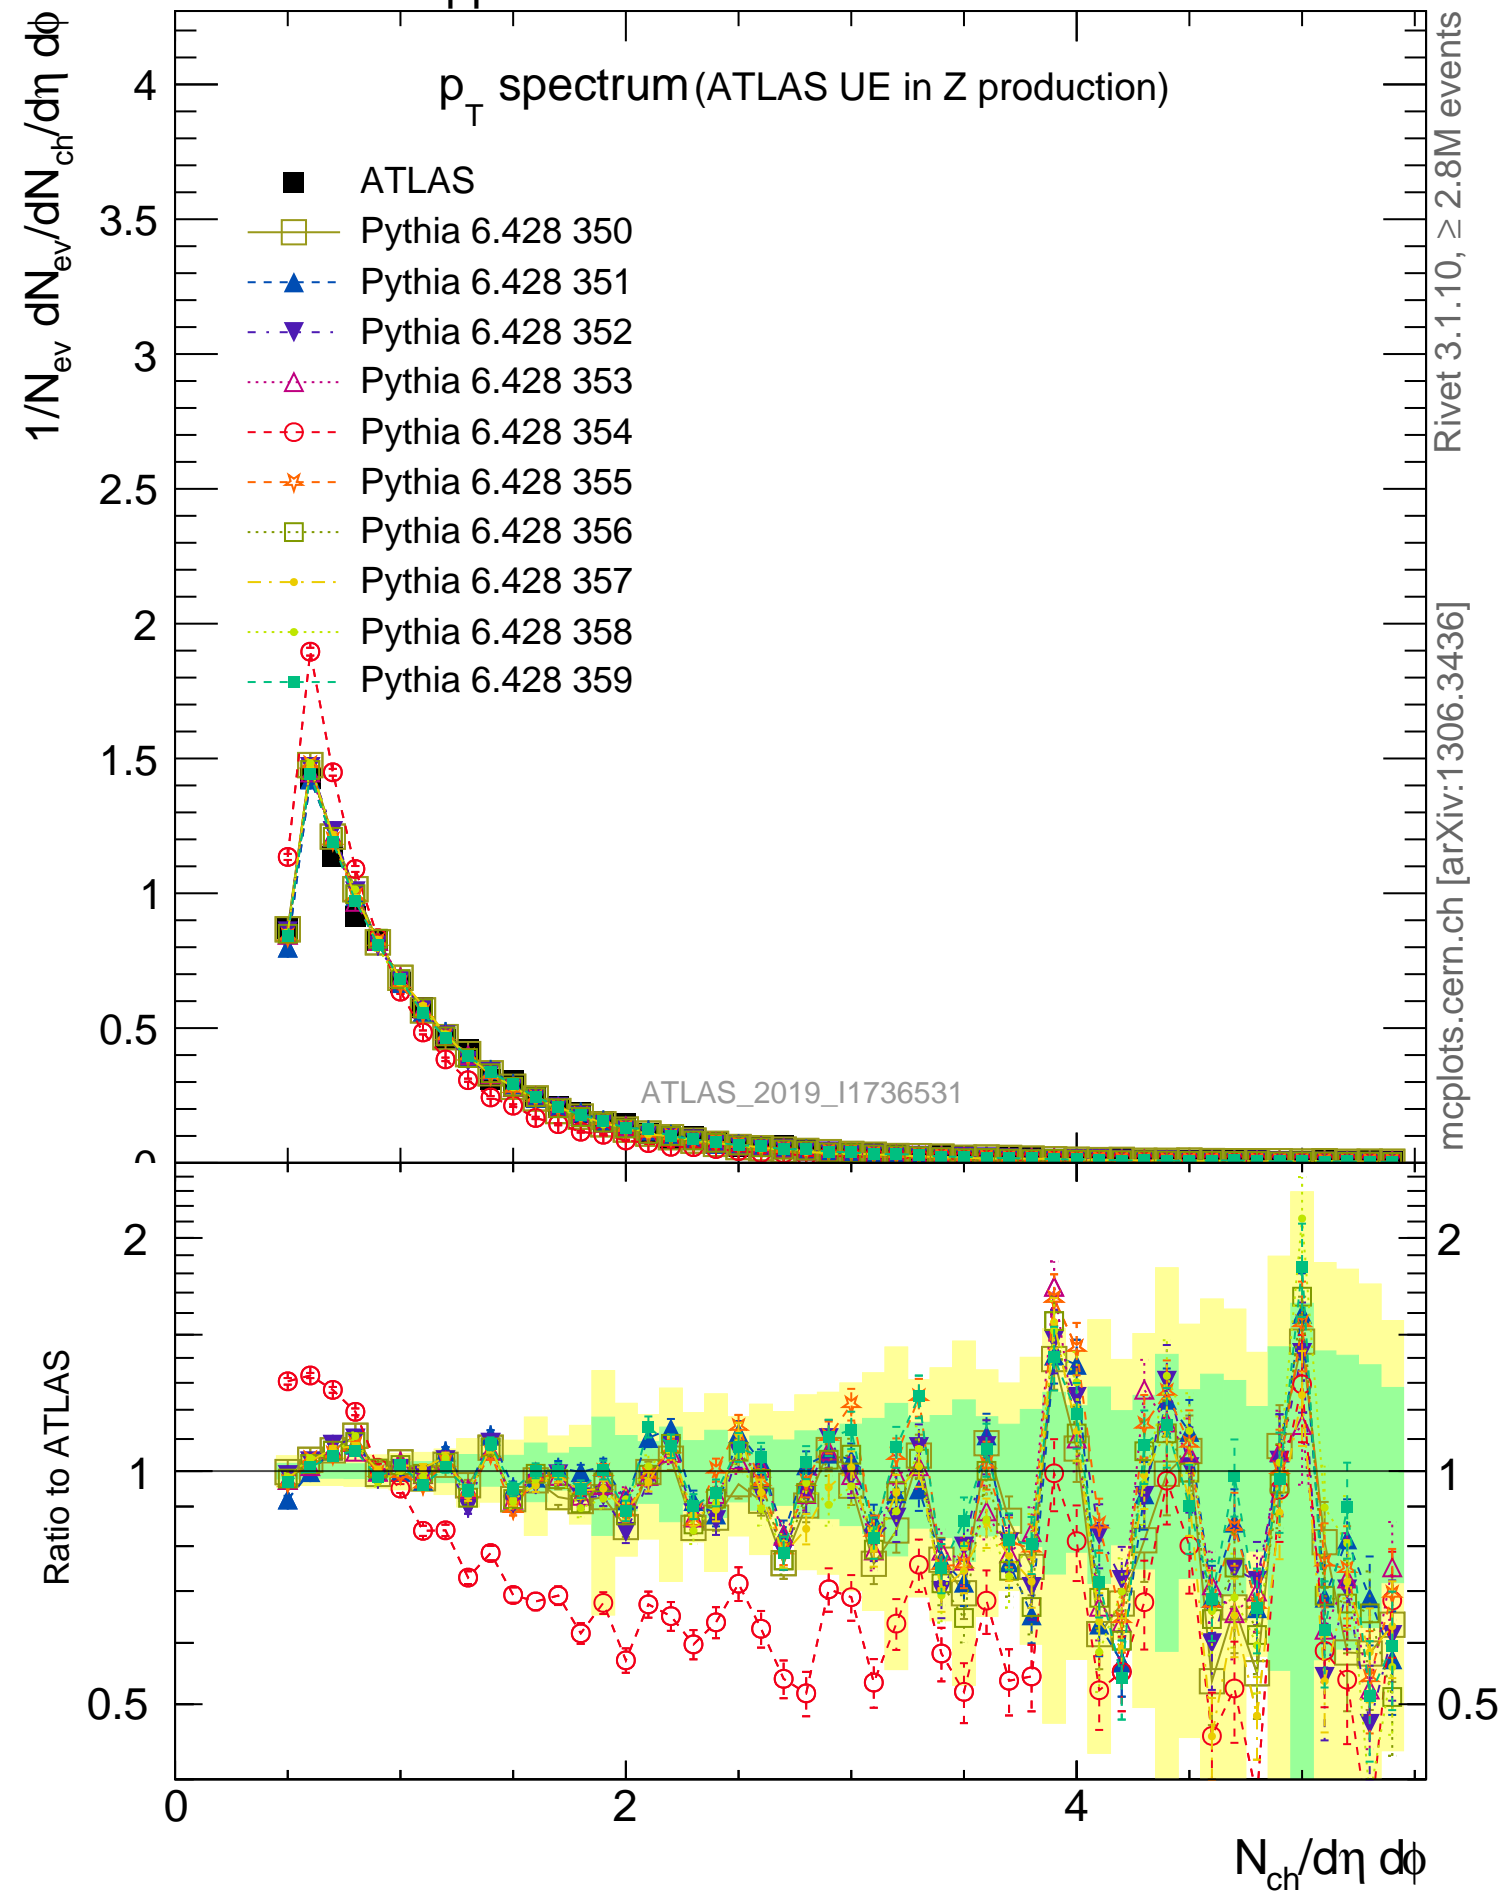 1/N_ev dN_ev/dN_ch/dη dϕ
p_T spectrum (ATLAS UE in Z production)
ATLAS
Pythia 6.428 350
Pythia 6.428 351
Pythia 6.428 352
Pythia 6.428 353
Pythia 6.428 354
Pythia 6.428 355
Pythia 6.428 356
Pythia 6.428 357
Pythia 6.428 358
Pythia 6.428 359
4
3.5
3
2.5
2
1.5
1
0.5
0
ATLAS_2019_I1736531
Rivet 3.1.10, ≥ 2.8M events
mcplots.cern.ch [arXiv:1306.3436]
Ratio to ATLAS
2
1
0.5
2
1
0.5
0
2
4
N_ch/dη dϕ